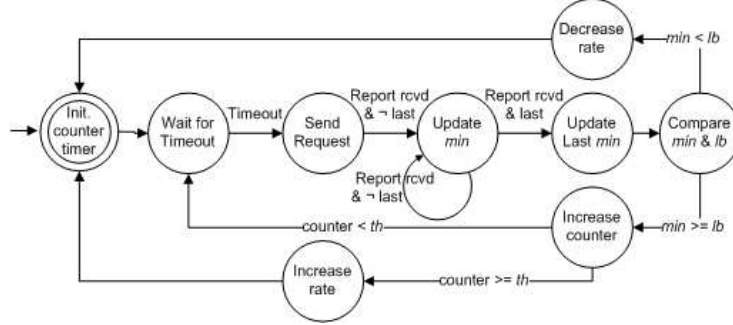 Decrease
rate
min < lb
Init.
counter
timer
Wait for
Timeout
Timeout
Send
Request
Report rcvd
& ¬ last
Update
min
Report rcvd
& last
Update
Last min
Compare
min & lb
Report rcvd
& ¬ last
counter < th
Increase
counter
min >= lb
Increase
rate
counter >= th